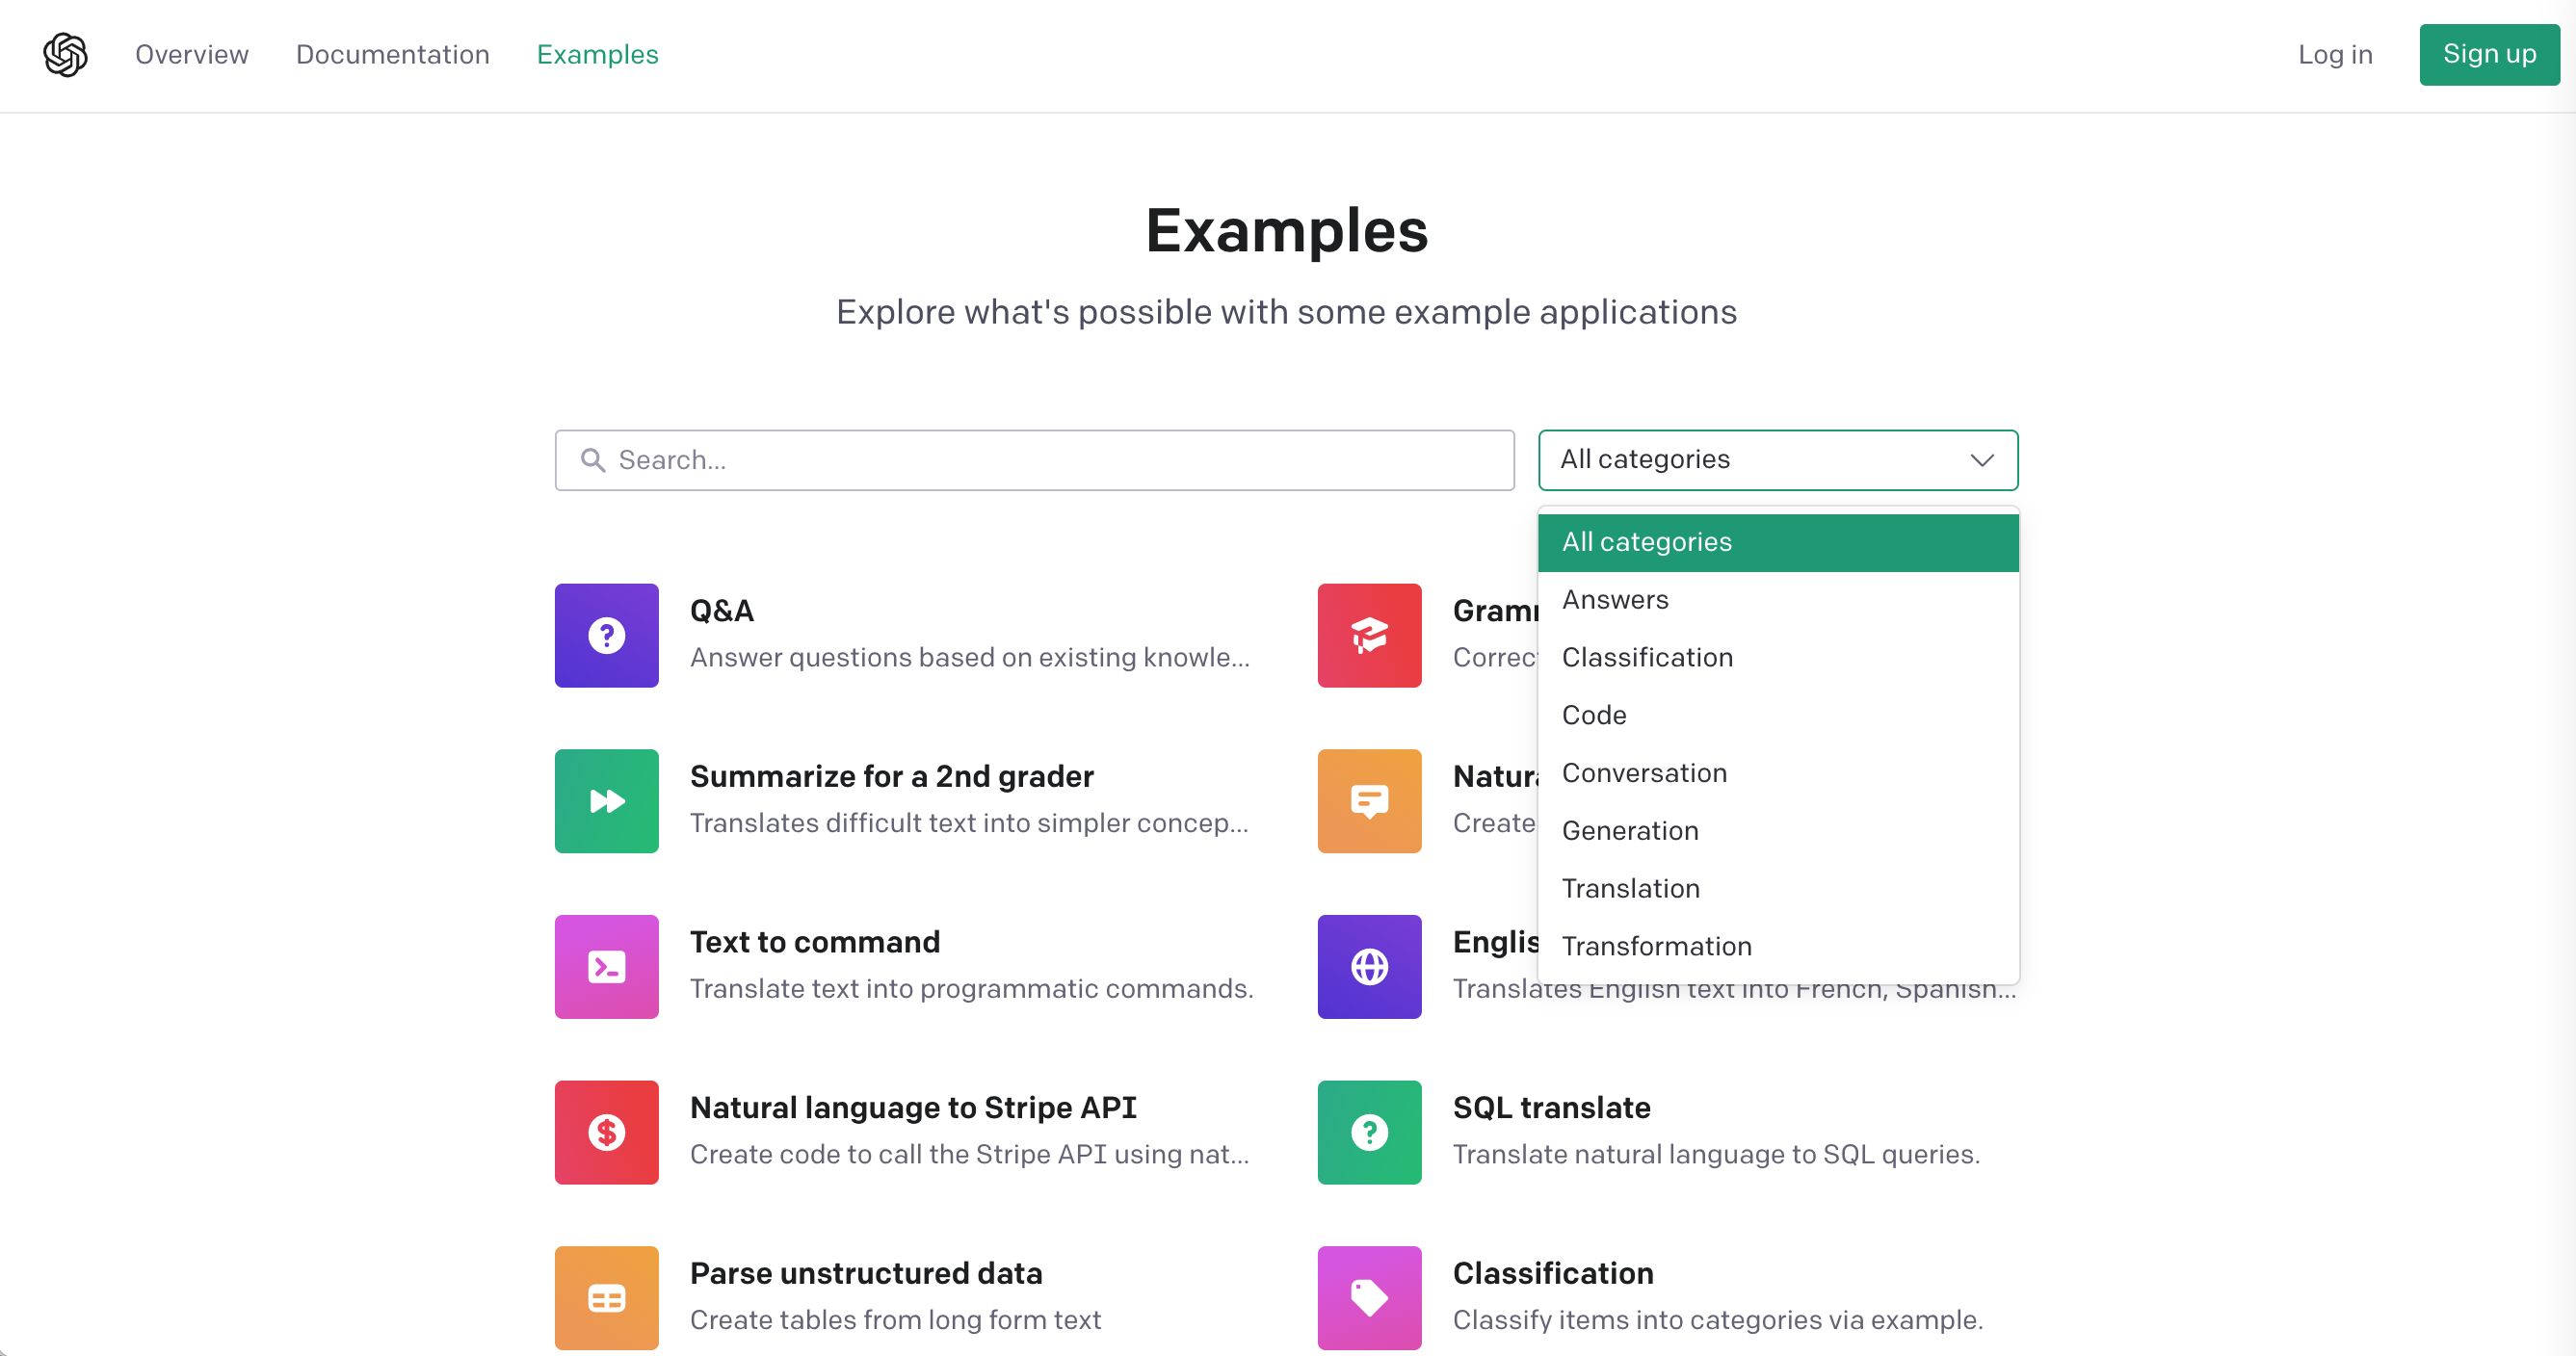 Overview Documentation Examples Log in Sign up
Examples
Explore what's possible with some example applications
Search...
All categories
All categories
Answers
Classification
Code
Conversation
Generation
Translation
Transformation
Q&A
Answer questions based on existing knowle...
Summarize for a 2nd grader
Translates difficult text into simpler concep...
Create
Text to command
Translate text into programmatic commands.
Translates English text into French, Spanish...
Natural language to Stripe API
Create code to call the Stripe API using nat...
SQL translate
Translate natural language to SQL queries.
Parse unstructured data
Create tables from long form text
Classification
Classify items into categories via example.